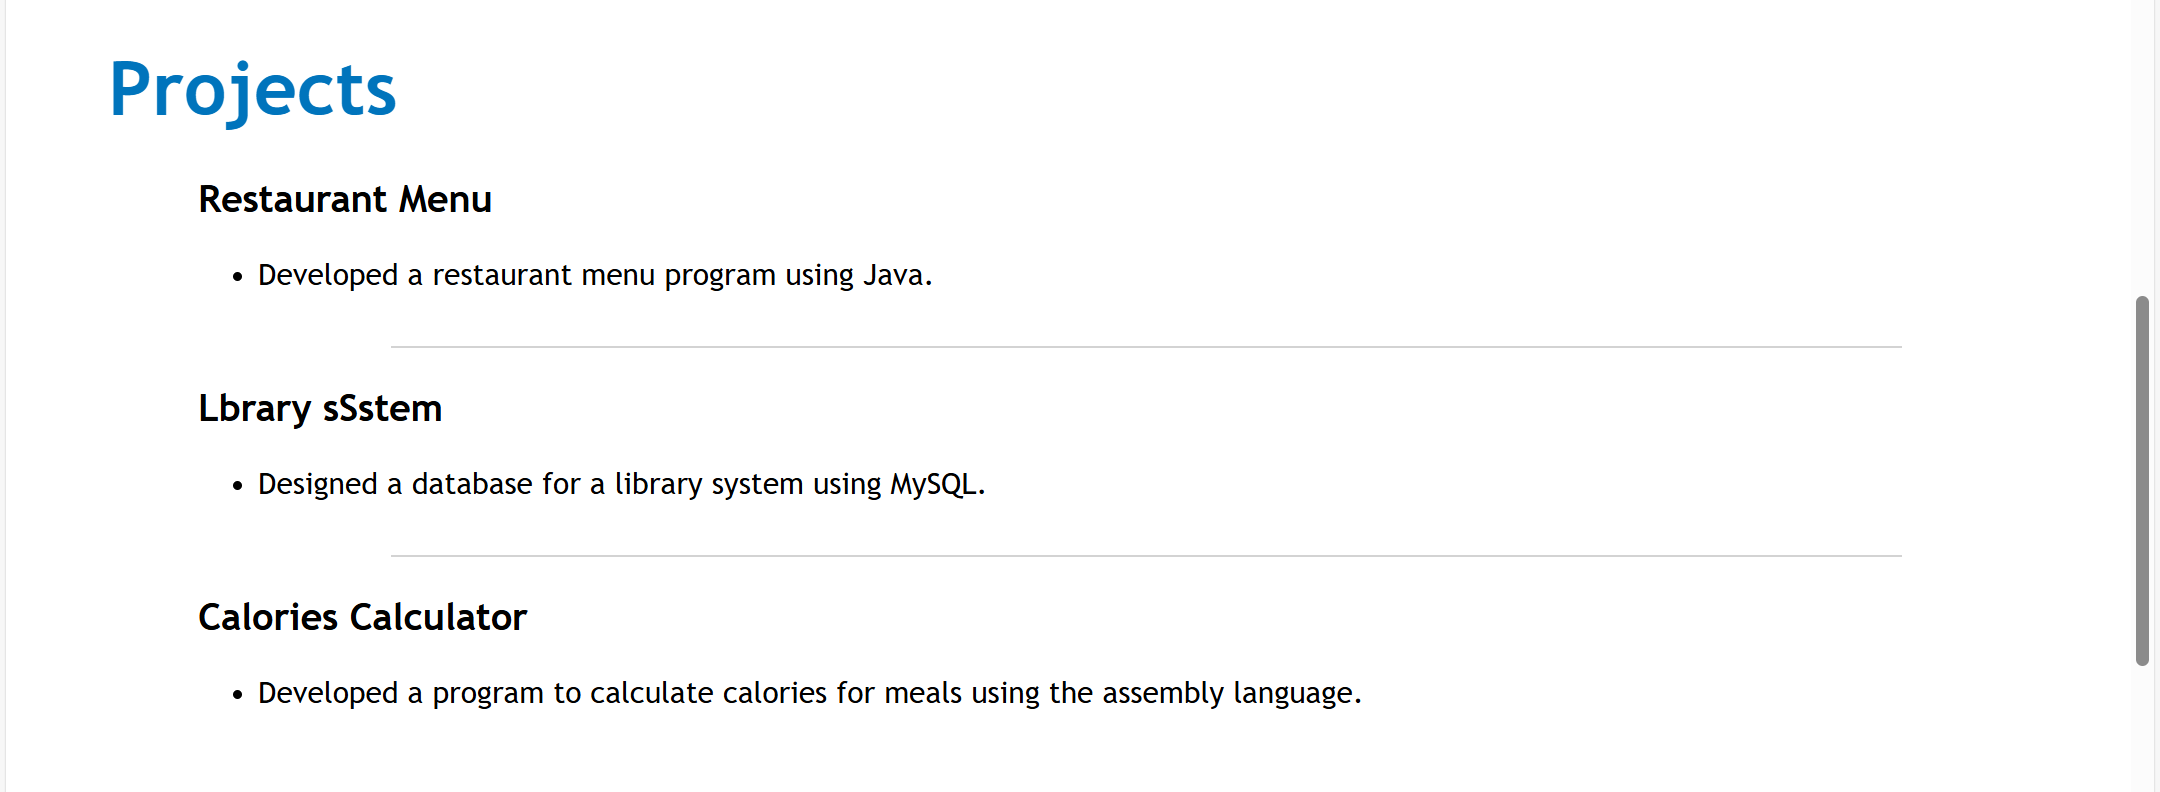 Projects
Restaurant Menu
• Developed a restaurant menu program using Java.
Lbrary sSstem
• Designed a database for a library system using MySQL.
Calories Calculator
• Developed a program to calculate calories for meals using the assembly language.